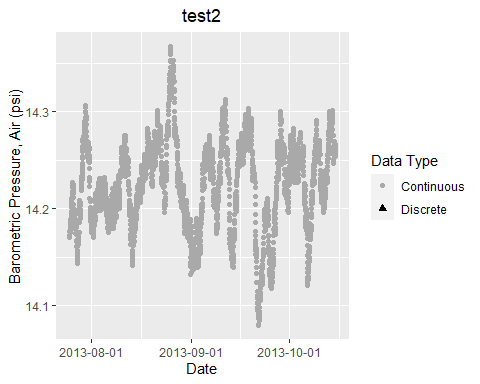 test2
Barometric Pressure, Air (psi)
14.3
14.2
14.1
2013-08-01
2013-09-01
2013-10-01
Date
Data Type
Continuous
Discrete